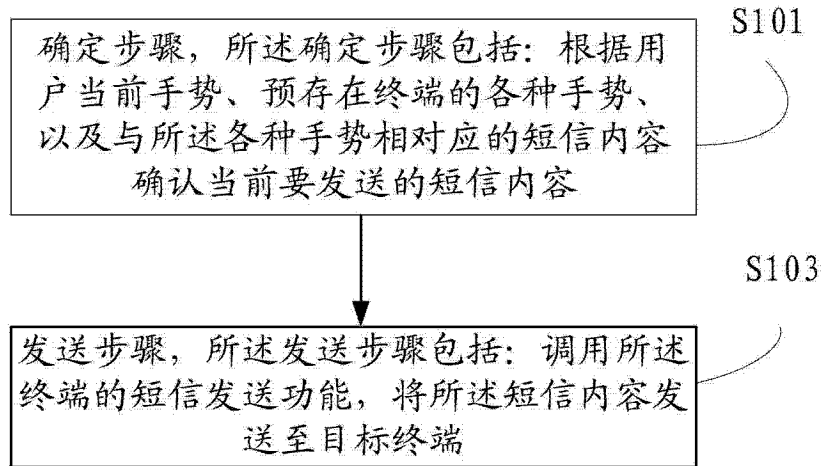 S101
确定步骤，所述确定步骤包括：根据用
户当前手势、预存在终端的各种手势、
以及与所述各种手势相对应的短信内容
确认当前要发送的短信内容
S103
发送步骤，所述发送步骤包括：调用所述
终端的短信发送功能，将所述短信内容发
送至目标终端